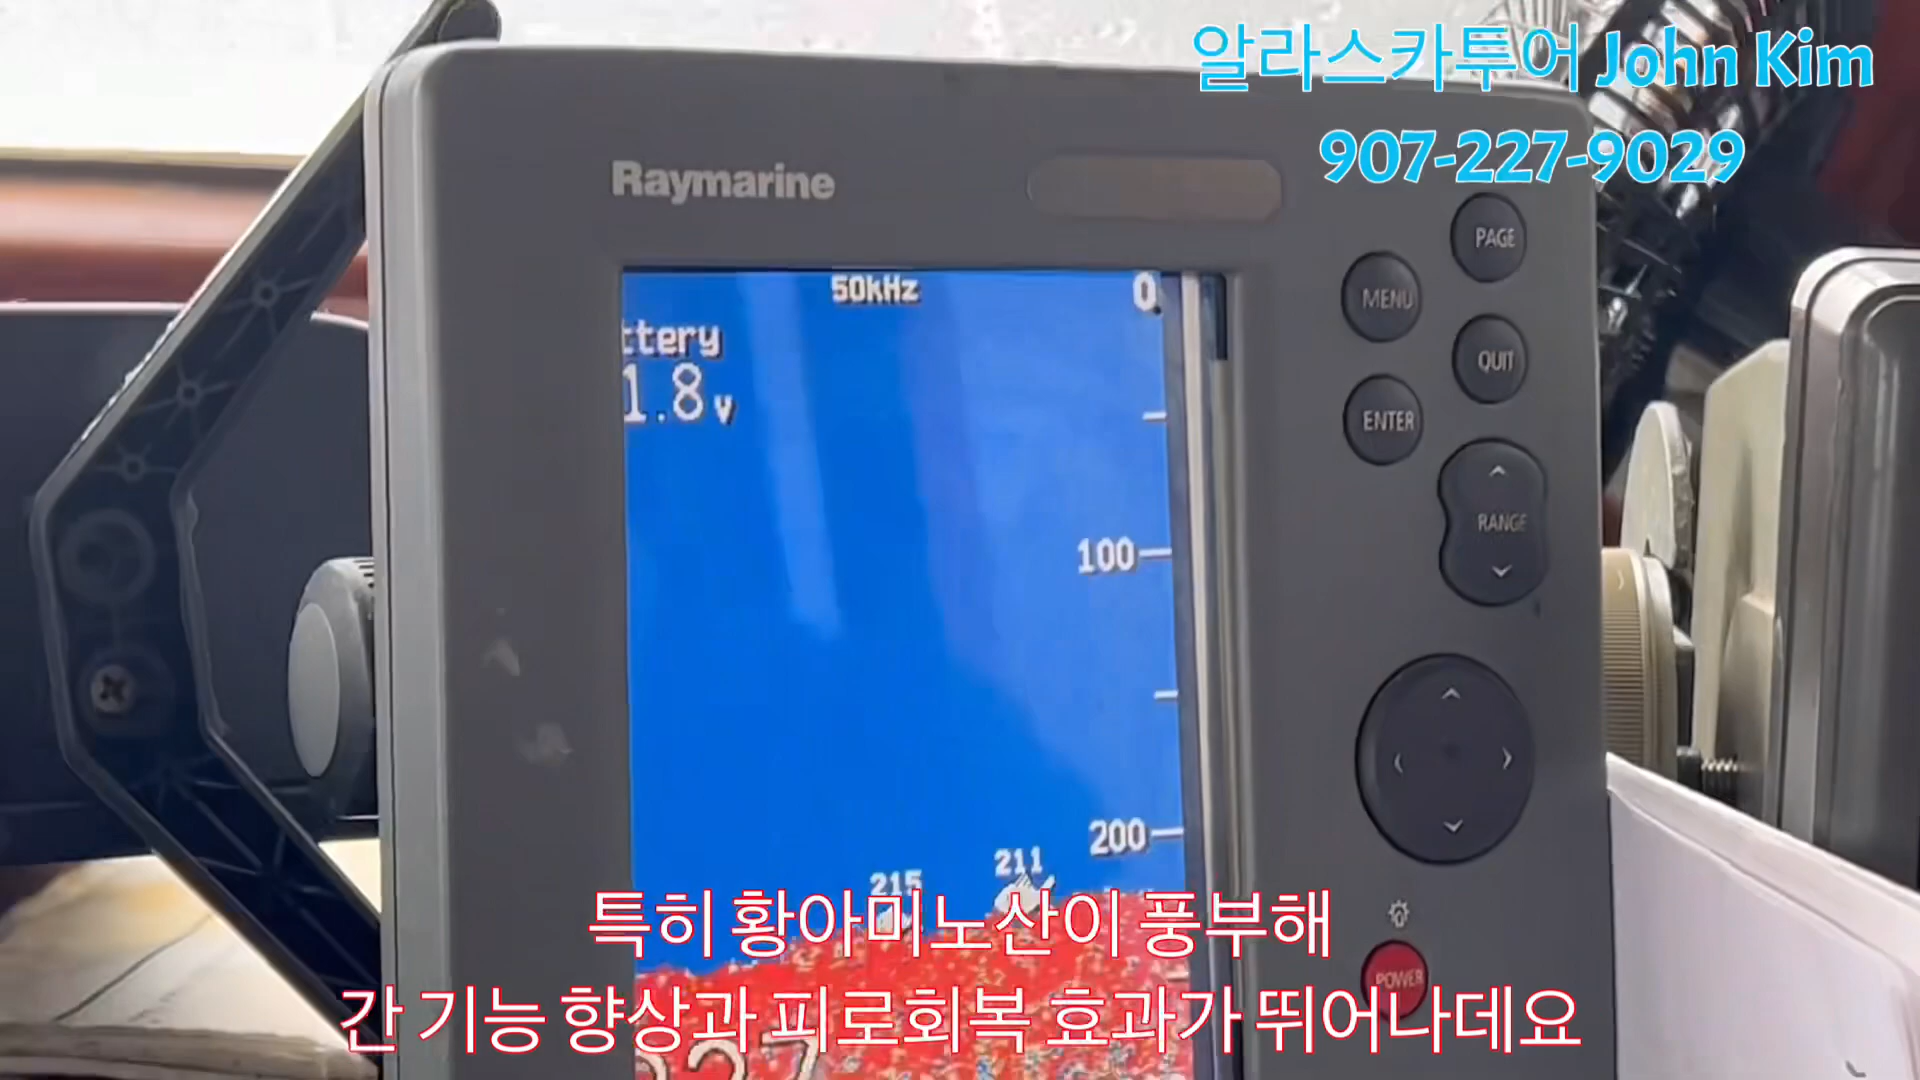 알라스카투어 John Kim
907-227-9029
Raymarine
PAGE
MENU
50kHz
0
ttery
1.8v
QUIT
ENTER
RANGE
100
200
211
215
특히 황아미노산이 풍부해
POWER
간 기능 향상과 피로회복 효과가 뛰어나데요
227